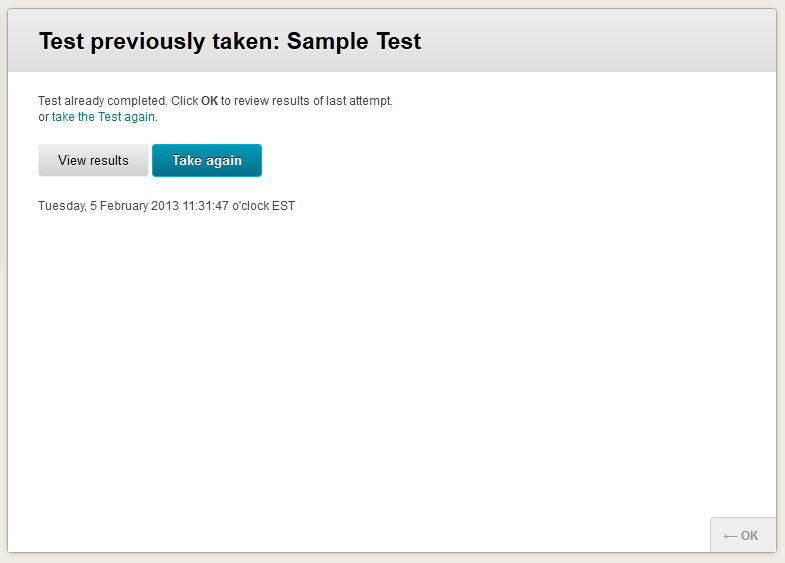 Test previously taken: Sample Test
Test already completed. Click OK to review results of last attempt.
or take the Test again.
View results
Take again
Tuesday, 5 February 2013 11:31:47 o'clock EST
← OK